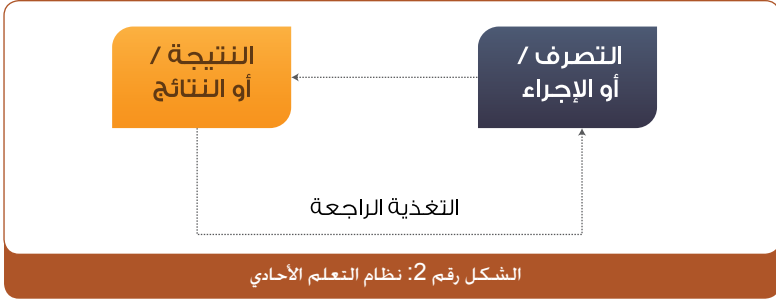 التصرف /
أو الإجراء
النتيجة /
أو النتائج
التغذية الراجعة
الشكل رقم 2: نظام التعلم الأحادي